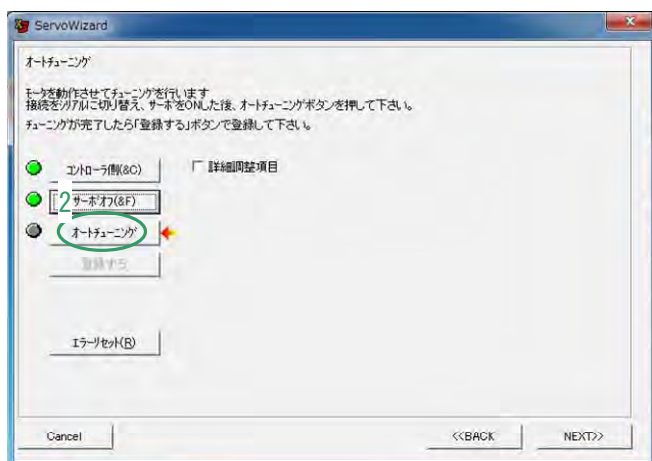 ServoWizard
オートチューニング
モータを動作させてチューニングを行います
接続をシリアルに切り替え、サーボをONした後、オートチューニングボタンを押して下さい。
チューニングが完了したら「登録する」ボタンで登録して下さい。
コントローラ側(&C)
詳細調整項目
2
サーボオフ(&F)
オートチューニング
登録する
エラーリセット(R)
Cancel
<<BACK
NEXT>>